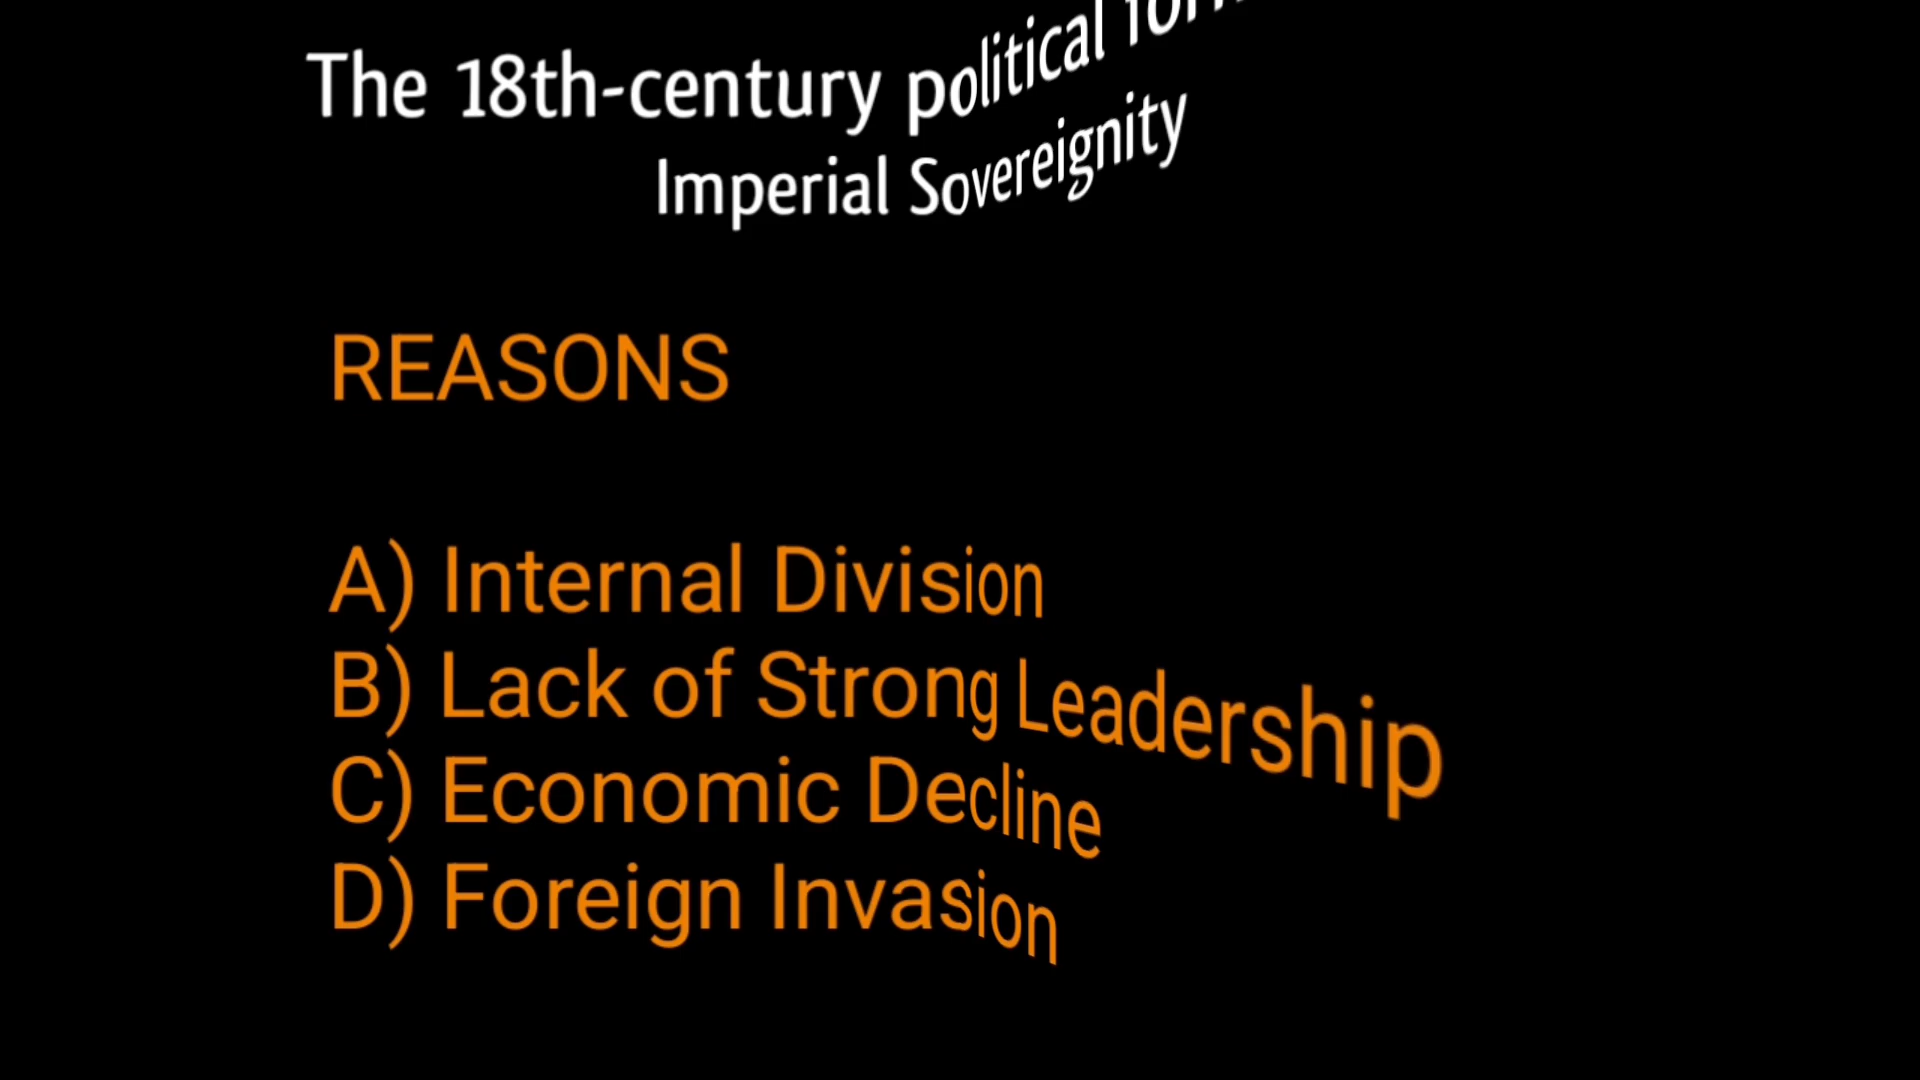 The 18th-century political
Imperial Sovereignity
REASONS
A) Internal Division
B) Lack of Strong Leadership
C) Economic Decline
D) Foreign Invasion